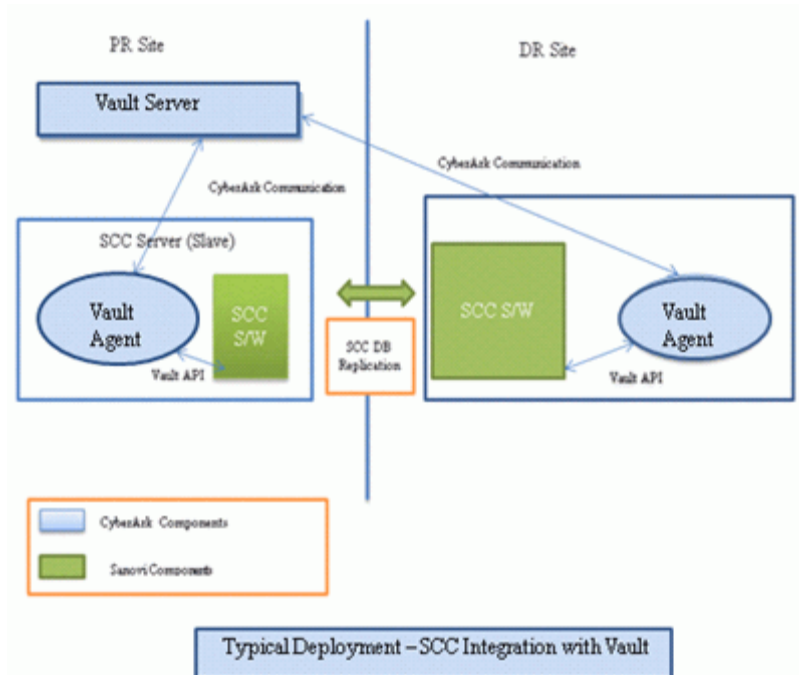 PR Site
DR Site
Vault Server
CyberArk Communication
CyberArk Communication
SCC Server (Slave)
Vault
Agent
SCC
S/W
Vault API
SCC DB
Replication
SCC S/W
Vault
Agent
Vault API
CyberArk Components
Sanovi Components
Typical Deployment – SCC Integration with Vault